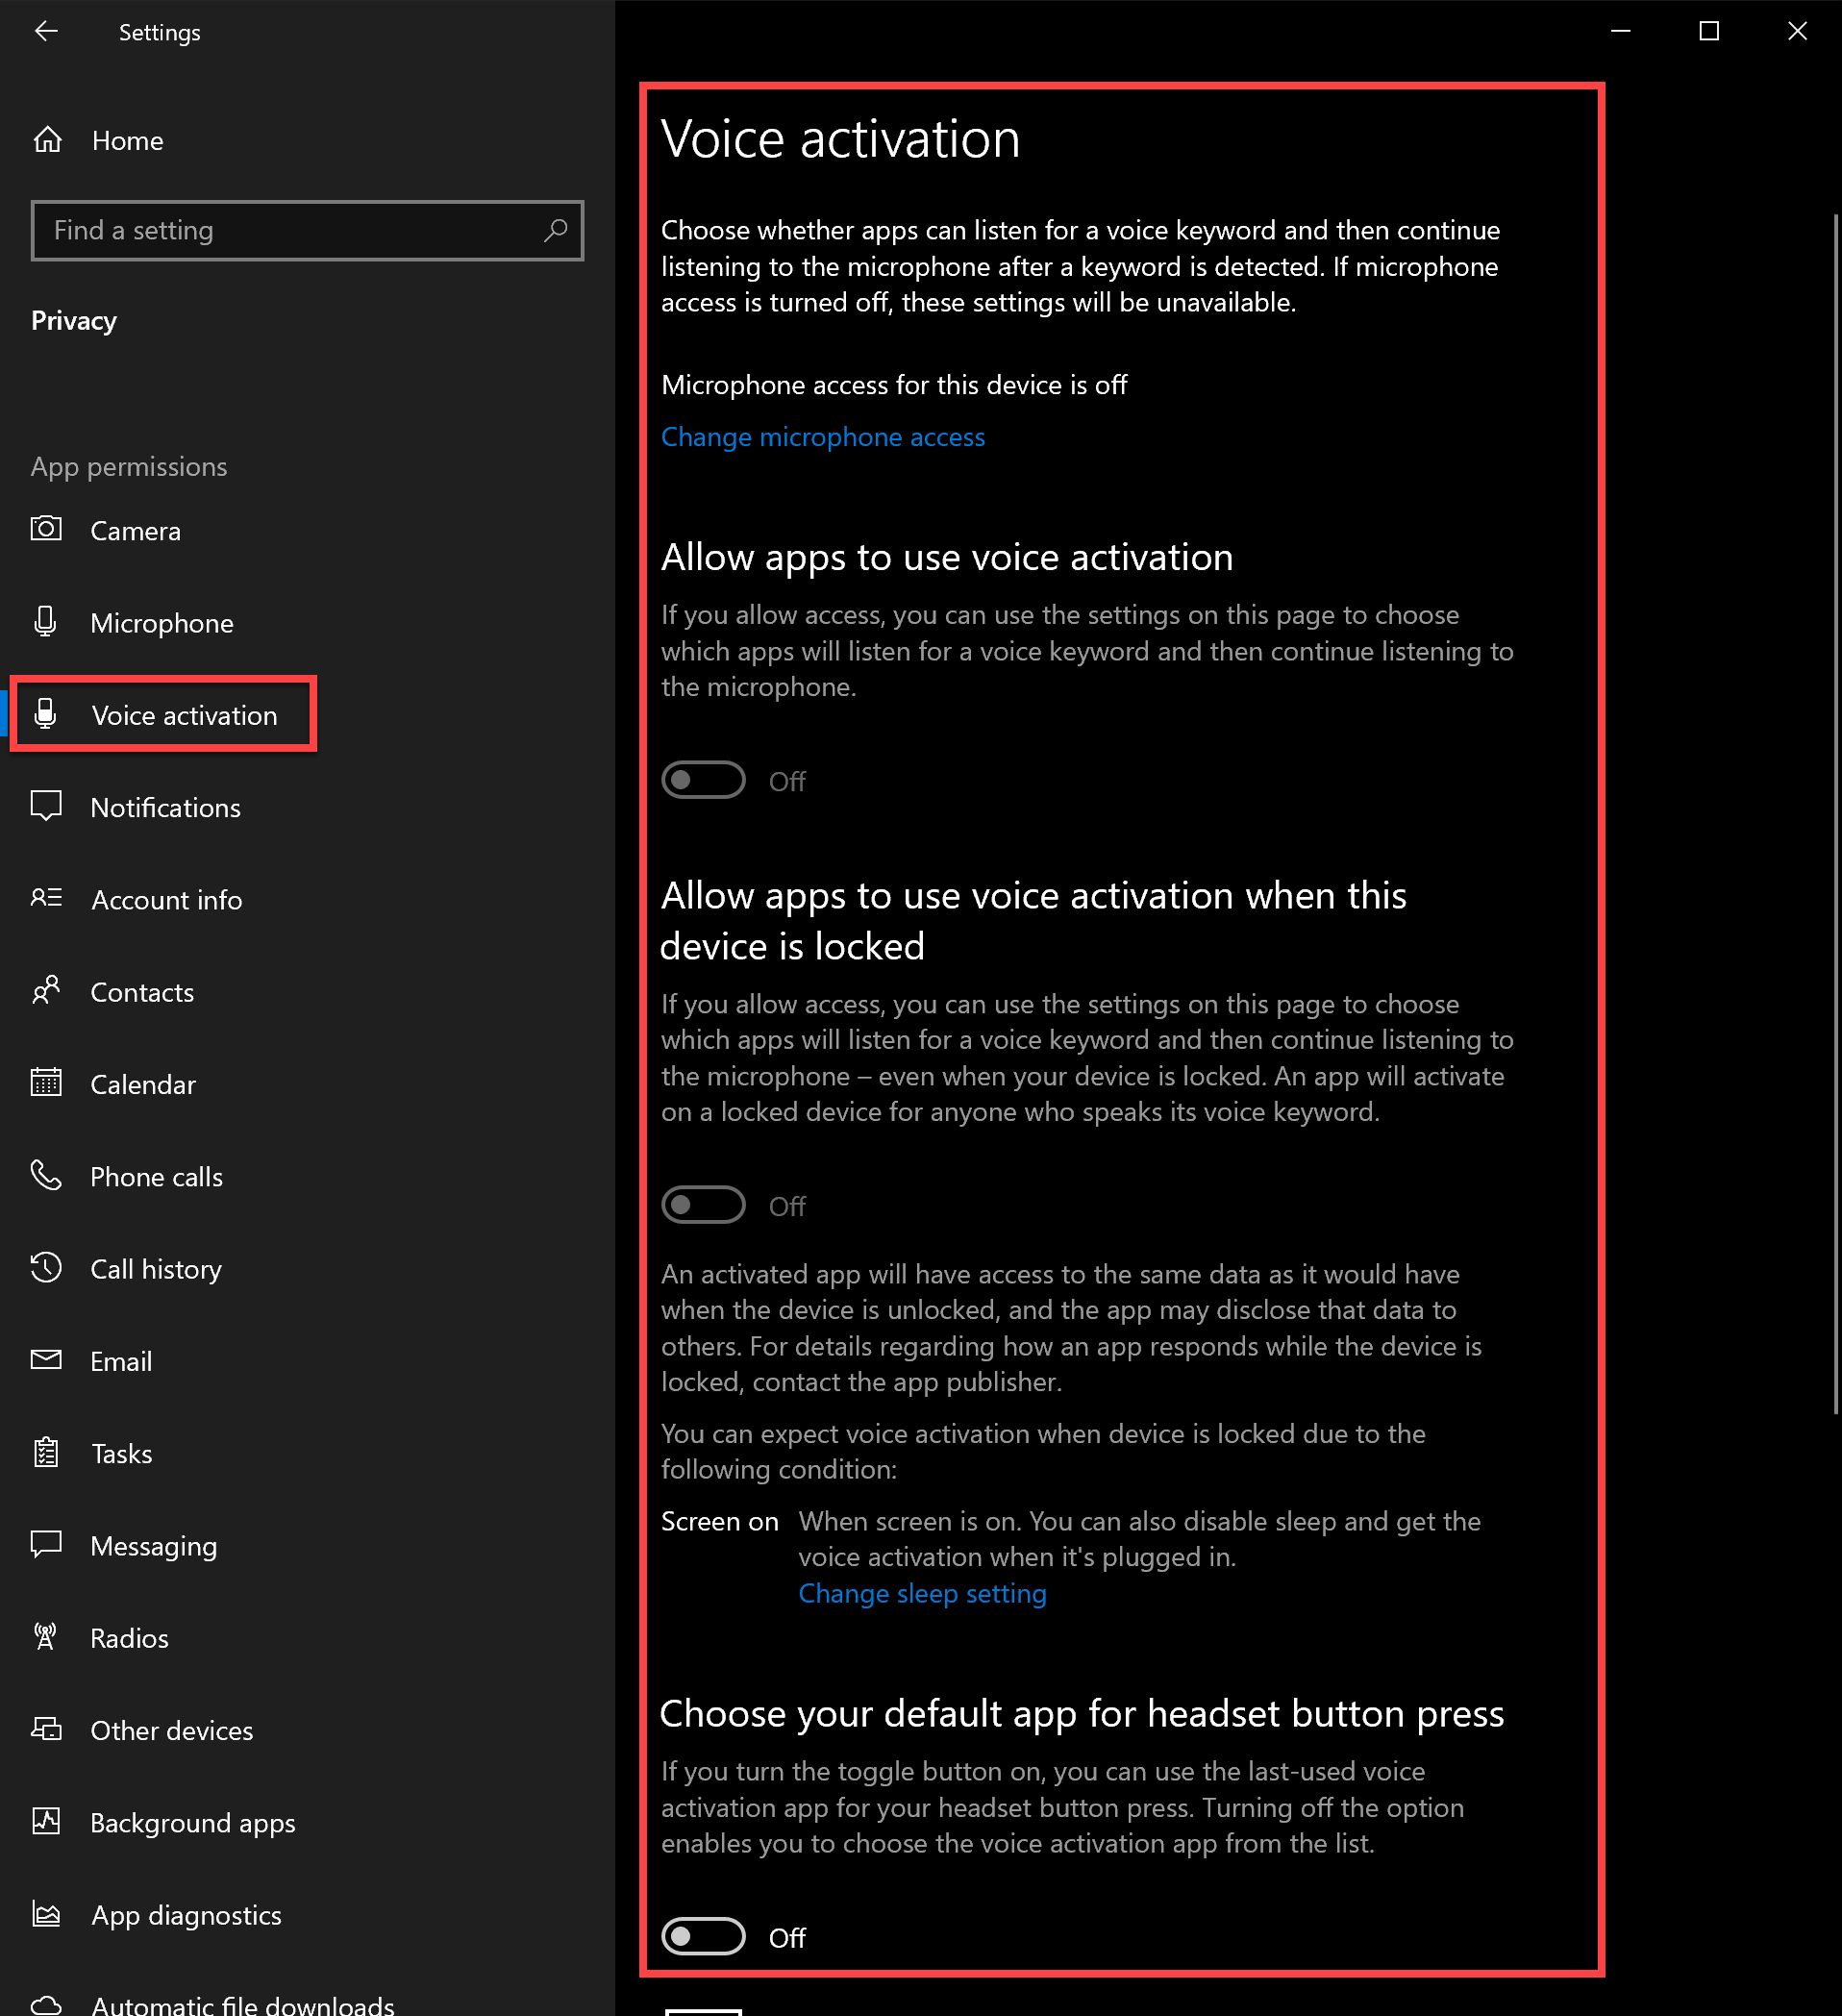 Settings
Home
Find a setting
Privacy
App permissions
Camera
Microphone
Voice activation
Notifications
Account info
Contacts
Calendar
Phone calls
Call history
Email
Tasks
Messaging
Radios
Other devices
Background apps
App diagnostics
Automatic file downloads
Voice activation
Choose whether apps can listen for a voice keyword and then continue
listening to the microphone after a keyword is detected. If microphone
access is turned off, these settings will be unavailable.
Microphone access for this device is off
Change microphone access
Allow apps to use voice activation
If you allow access, you can use the settings on this page to choose
which apps will listen for a voice keyword and then continue listening to
the microphone.
Off
Allow apps to use voice activation when this
device is locked
If you allow access, you can use the settings on this page to choose
which apps will listen for a voice keyword and then continue listening to
the microphone – even when your device is locked. An app will activate
on a locked device for anyone who speaks its voice keyword.
Off
An activated app will have access to the same data as it would have
when the device is unlocked, and the app may disclose that data to
others. For details regarding how an app responds while the device is
locked, contact the app publisher.
You can expect voice activation when device is locked due to the
following condition:
Screen on When screen is on. You can also disable sleep and get the
voice activation when it's plugged in.
Change sleep setting
Choose your default app for headset button press
If you turn the toggle button on, you can use the last-used voice
activation app for your headset button press. Turning off the option
enables you to choose the voice activation app from the list.
Off